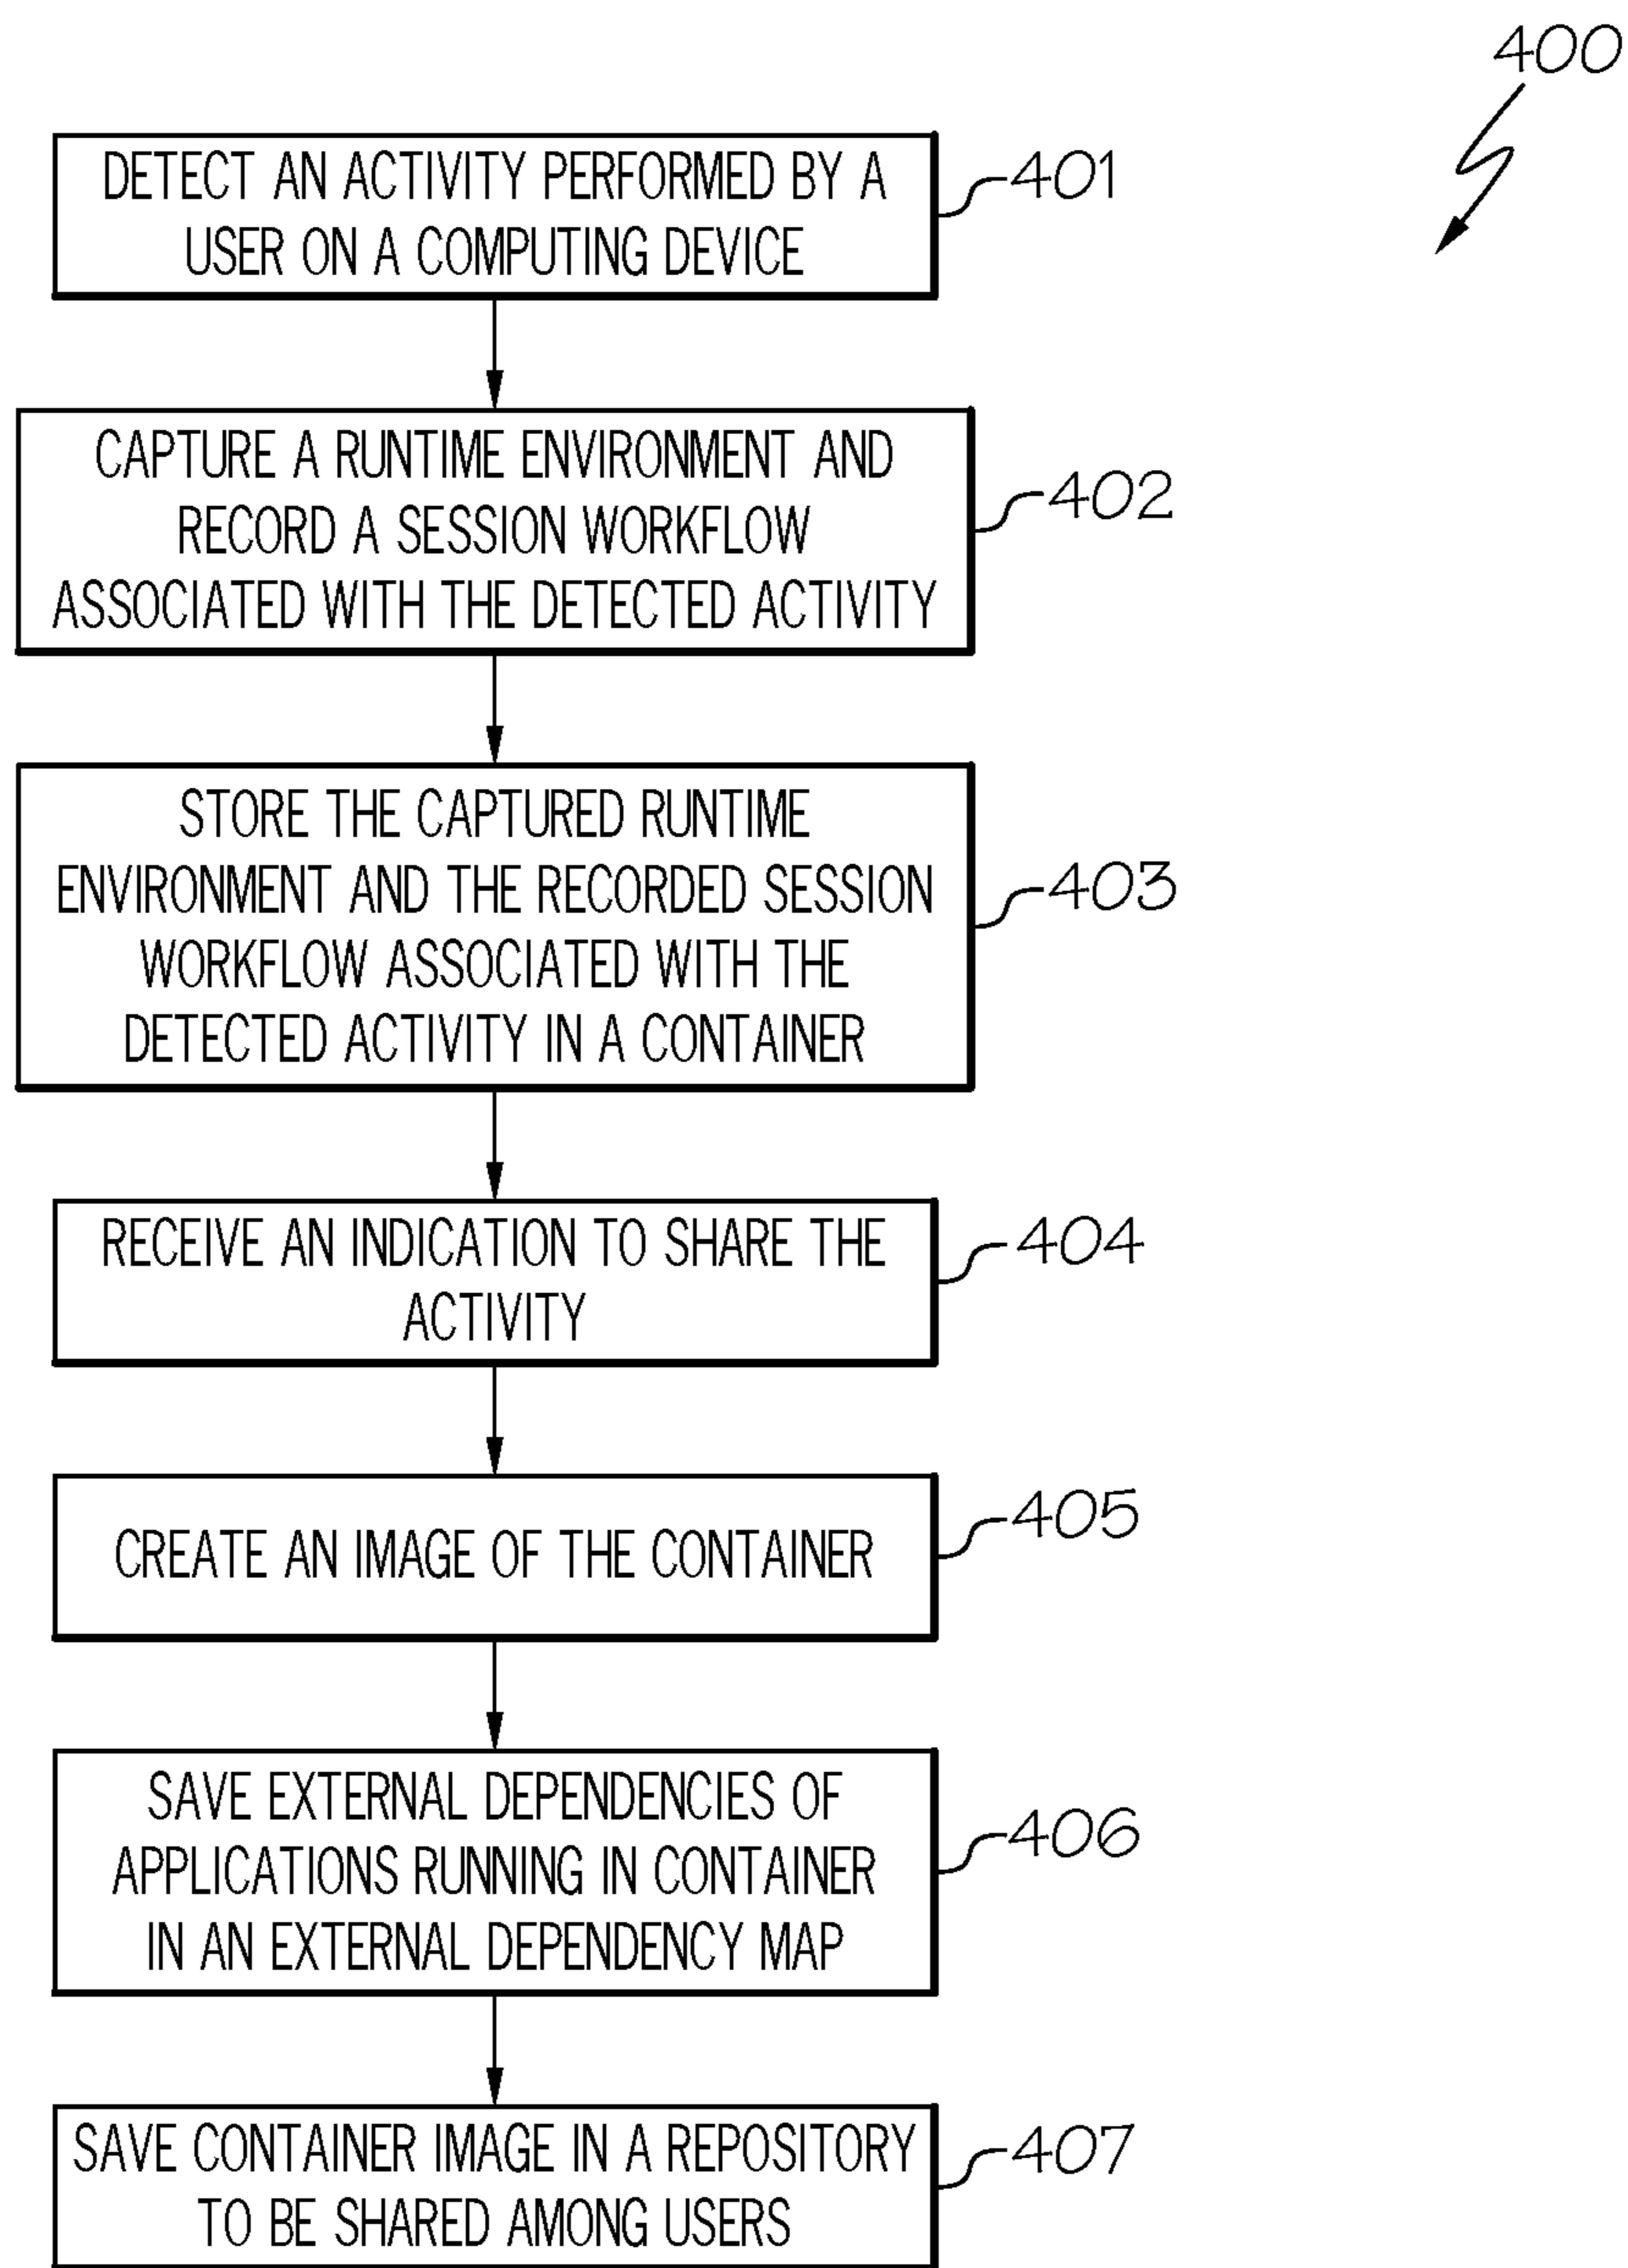 400
DETECT AN ACTIVITY PERFORMED BY A
USER ON A COMPUTING DEVICE
401
CAPTURE A RUNTIME ENVIRONMENT AND
RECORD A SESSION WORKFLOW
ASSOCIATED WITH THE DETECTED ACTIVITY
402
STORE THE CAPTURED RUNTIME
ENVIRONMENT AND THE RECORDED SESSION
WORKFLOW ASSOCIATED WITH THE
DETECTED ACTIVITY IN A CONTAINER
403
RECEIVE AN INDICATION TO SHARE THE
ACTIVITY
404
CREATE AN IMAGE OF THE CONTAINER
405
SAVE EXTERNAL DEPENDENCIES OF
APPLICATIONS RUNNING IN CONTAINER
IN AN EXTERNAL DEPENDENCY MAP
406
SAVE CONTAINER IMAGE IN A REPOSITORY
TO BE SHARED AMONG USERS
407